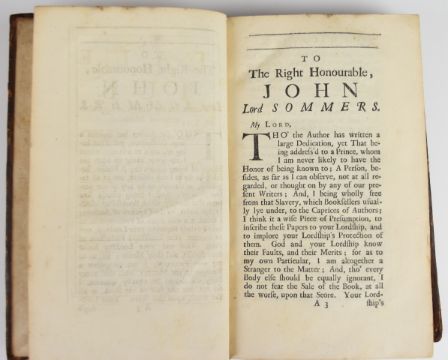 TO
The Right Honourable,
JOHN
Lord SOMMERS.
My LORD,
THO' the Author has written a
large Dedication, yet That be-
ing address'd to a Prince, whom
I am never likely to have the
Honor of being known to; A Person, be-
sides, as far as I can observe, not at all re-
garded, or thought on by any of our pre-
sent Writers; And, I being wholly free
from that Slavery, which Booksellers usual-
ly lye under, to the Caprices of Authors;
I think it a wise Piece of Presumption, to
inscribe these Papers to your Lordship, and
to implore your Lordship's Protection of
them. God and your Lordship know
their Faults, and their Merits; for as to
my own Particular, I am altogether a
Stranger to the Matter; And, tho' every
Body else should be equally ignorant, I
do not fear the Sale of the Book, at all
the worse, upon that Score. Your Lord-
A 3 ship's